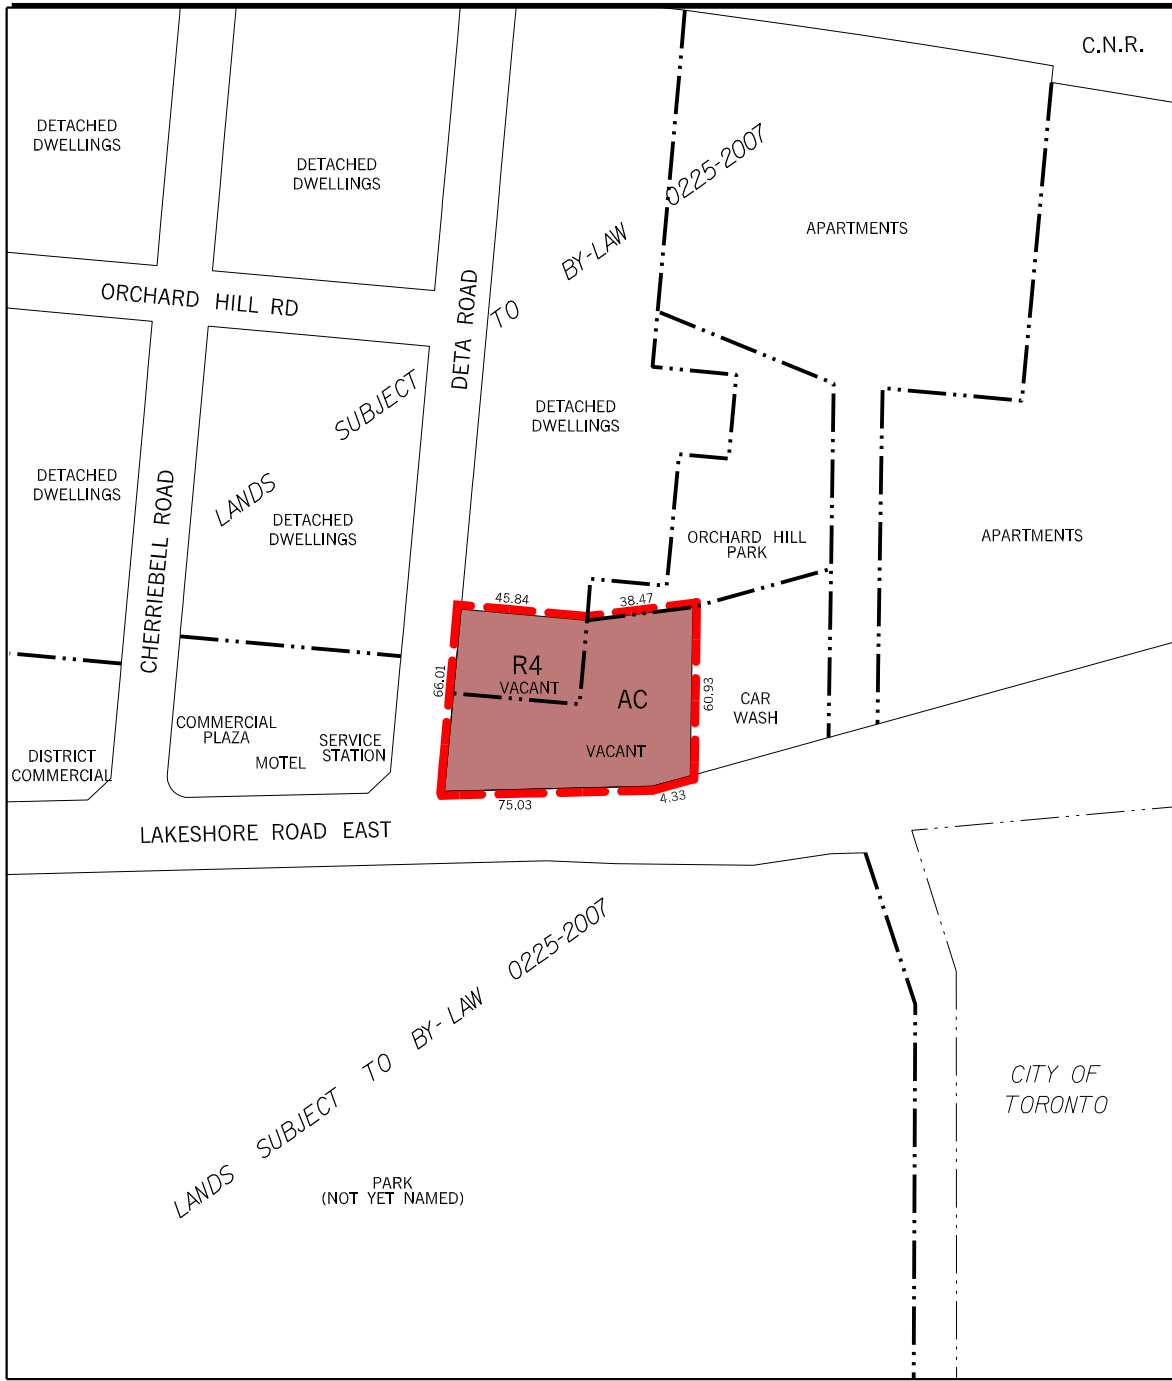 C.N.R.
DETACHED
DWELLINGS
DETACHED
DWELLINGS
APARTMENTS
LANDS SUBJECT TO BY-LAW 0225-2007
ORCHARD HILL RD
DETA ROAD
DETACHED
DWELLINGS
DETACHED
DWELLINGS
CHERRIEBELL ROAD
DETACHED
DWELLINGS
ORCHARD HILL
PARK
APARTMENTS
45.84
38.47
66.01
R4
VACANT
AC
VACANT
60.93
CAR
WASH
COMMERCIAL
PLAZA
MOTEL
SERVICE
STATION
DISTRICT
COMMERCIAL
75.03
4.33
LAKESHORE ROAD EAST
LANDS SUBJECT TO BY-LAW 0225-2007
CITY OF
TORONTO
PARK
(NOT YET NAMED)